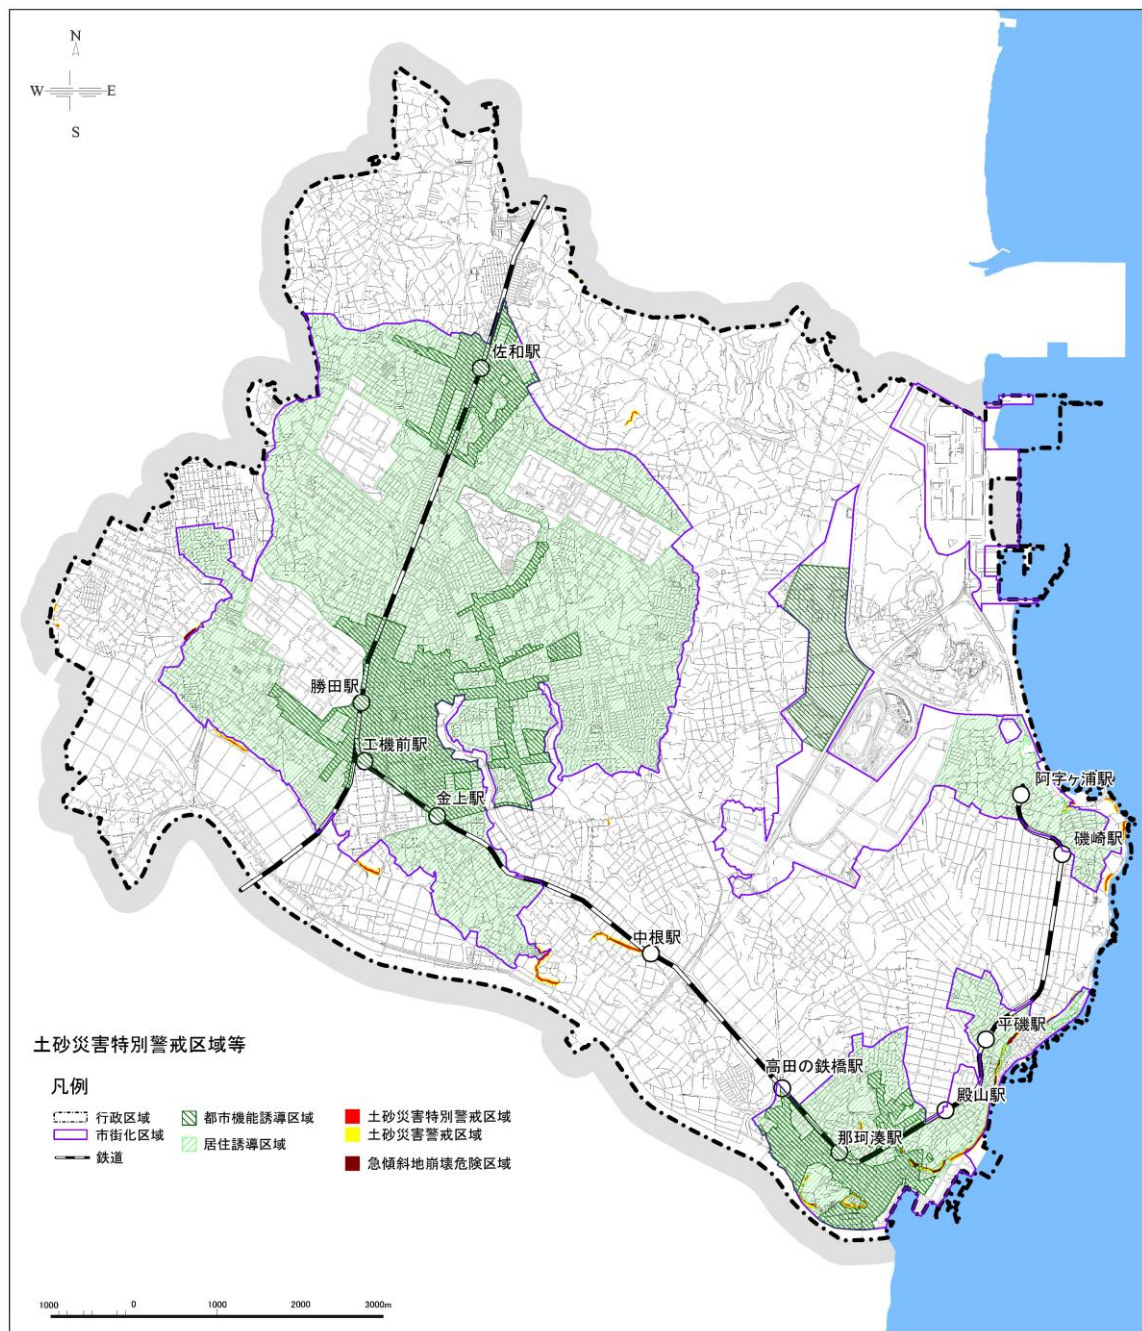 N
W E
S
佐和駅
勝田駅
工機前駅
金上駅
阿字ヶ浦駅
磯崎駅
中根駅
平磯駅
高田の鉄橋駅
殿山駅
那珂湊駅
土砂災害特別警戒区域等
凡例
行政区域 都市機能誘導区域 土砂災害特別警戒区域
市街化区域 居住誘導区域 土砂災害警戒区域
鉄道 急傾斜地崩壊危険区域
1000 0 1000 2000 3000m